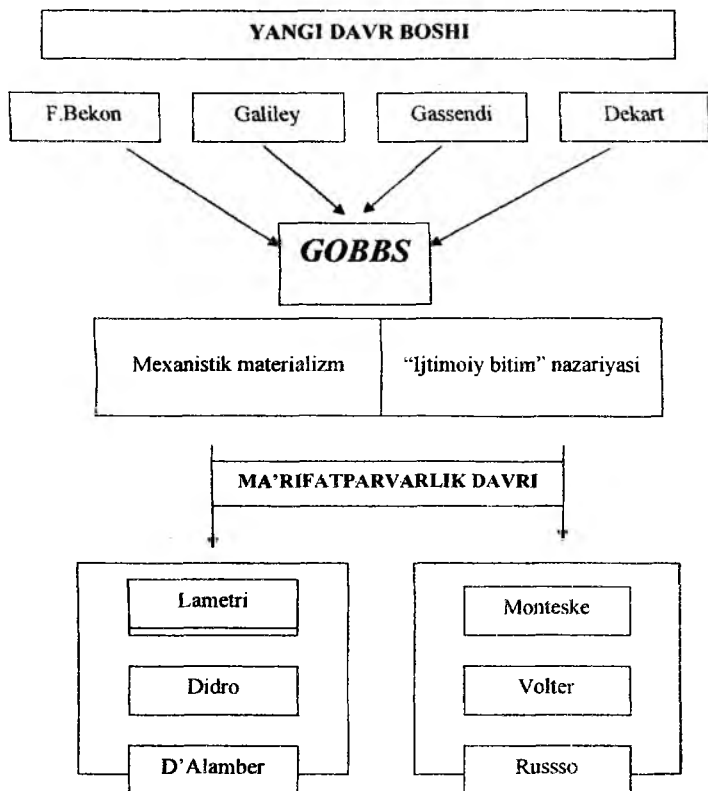 YANGI DAVR BOSHI
F.Bekon
Galiley
Gassendi
Dekart
GOBBS
Mexanistik materializm
“Ijtimoiy bitim” nazariyasi
MA’RIFATPARVARLIK DAVRI
Lametri
Didro
D’Alamber
Monteske
Volter
Russso